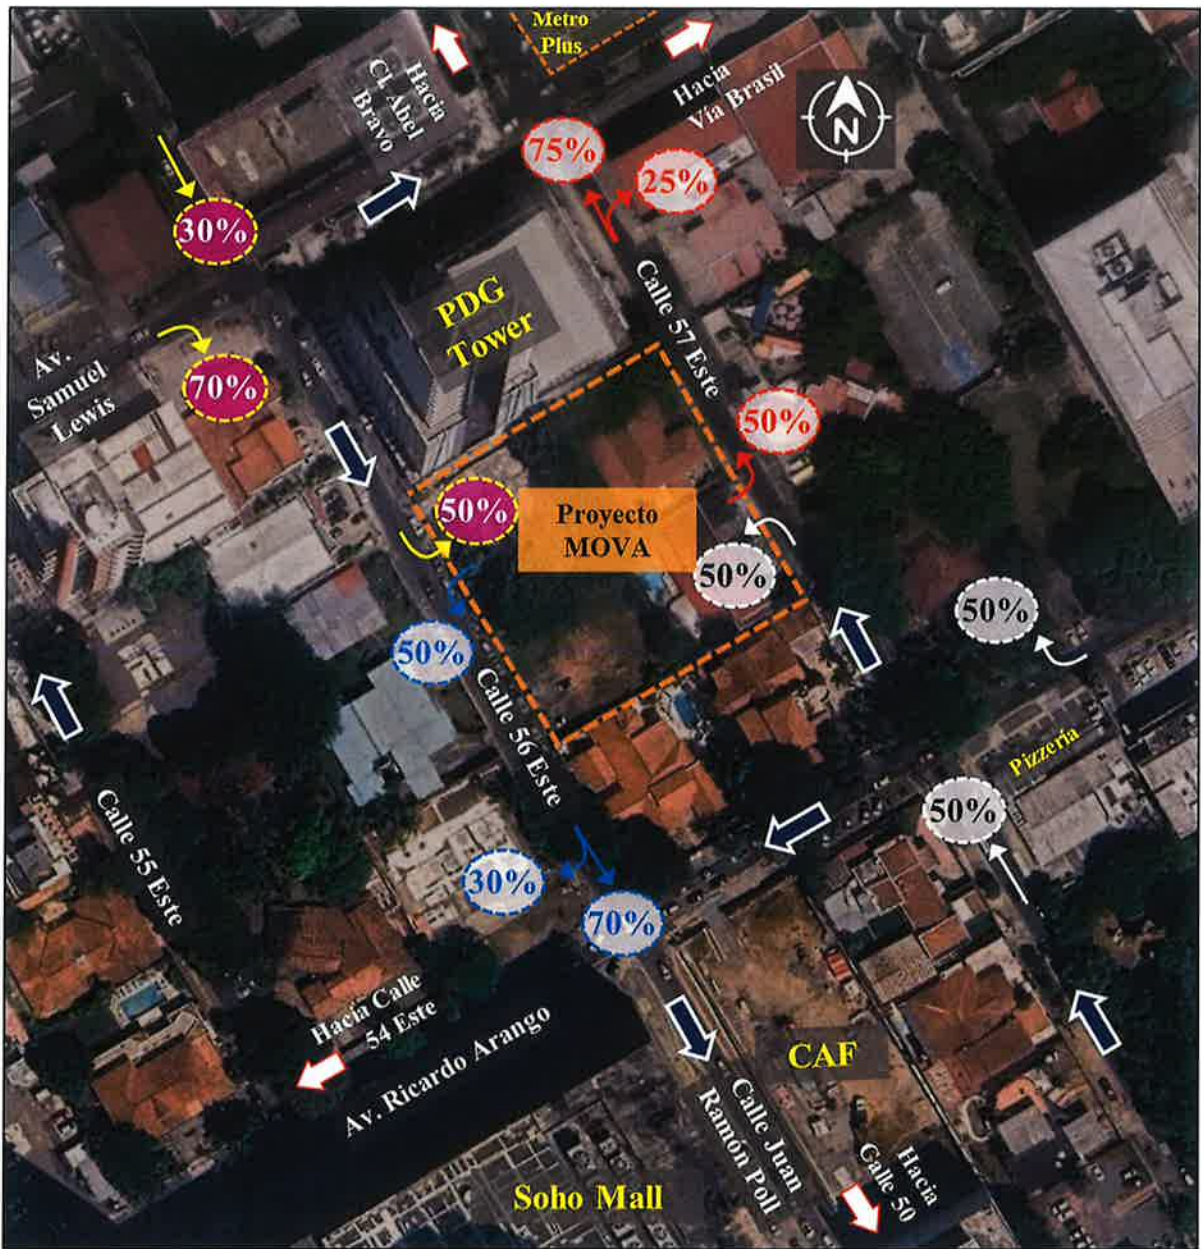 Metro
Plus
Hacia
Cl. Abel
Bravo
Hacia
Vía Brasil
N
75%
25%
30%
PDG
Tower
Calle 57 Este
Av.
Samuel
Lewis
70%
50%
50%
Proyecto
MOVA
50%
50%
50%
Calle 56 Este
Pizzería
50%
Calle 55 Este
30%
70%
Hacia Calle
54 Este
Av. Ricardo Arango
CAF
Calle Juan
Ramón Poll
Hacia
Calle 50
Soho Mall